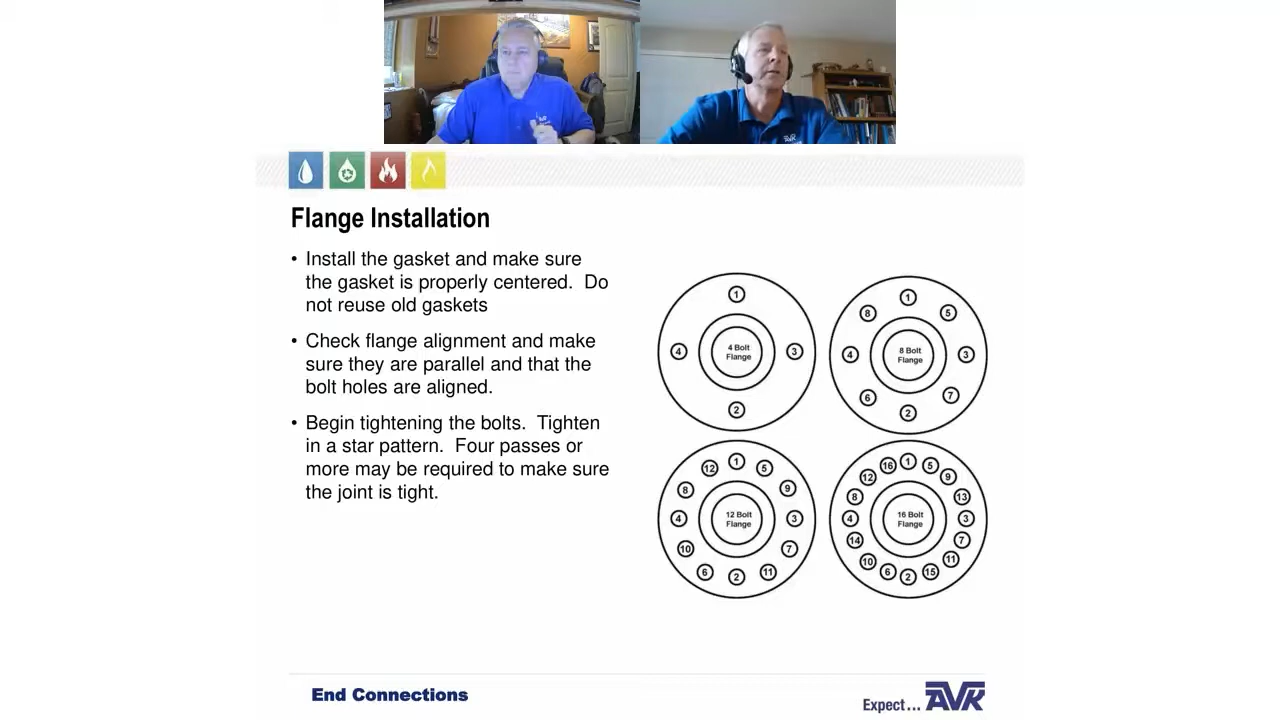 AVK
Flange Installation
• Install the gasket and make sure
the gasket is properly centered. Do
not reuse old gaskets
• Check flange alignment and make
sure they are parallel and that the
bolt holes are aligned.
• Begin tightening the bolts. Tighten
in a star pattern. Four passes or
more may be required to make sure
the joint is tight.
1
4
4 Bolt
Flange
3
2
1
8
5
4
8 Bolt
Flange
3
6
7
2
12
1
5
8
9
4
12 Bolt
Flange
3
10
7
6
2
11
16
1
5
12
9
8
13
4
16 Bolt
Flange
3
14
7
10
11
6
2
15
End Connections
Expect... AVK